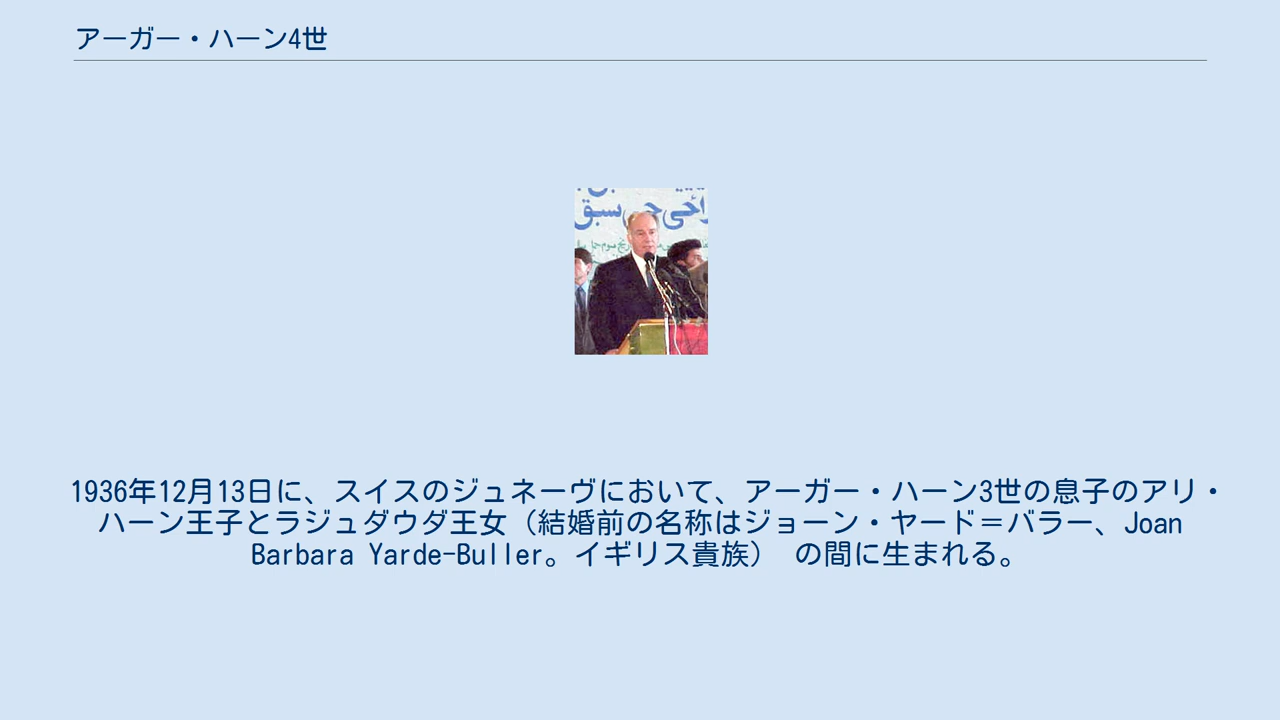 アーガー・ハーン4世
راچي جي سبق
1936年12月13日に、スイスのジュネーヴにおいて、アーガー・ハーン3世の息子のアリ・
ハーン王子とラジュダウダ王女（結婚前の名称はジョーン・ヤード＝バラー、Joan
Barbara Yarde-Buller。イギリス貴族） の間に生まれる。